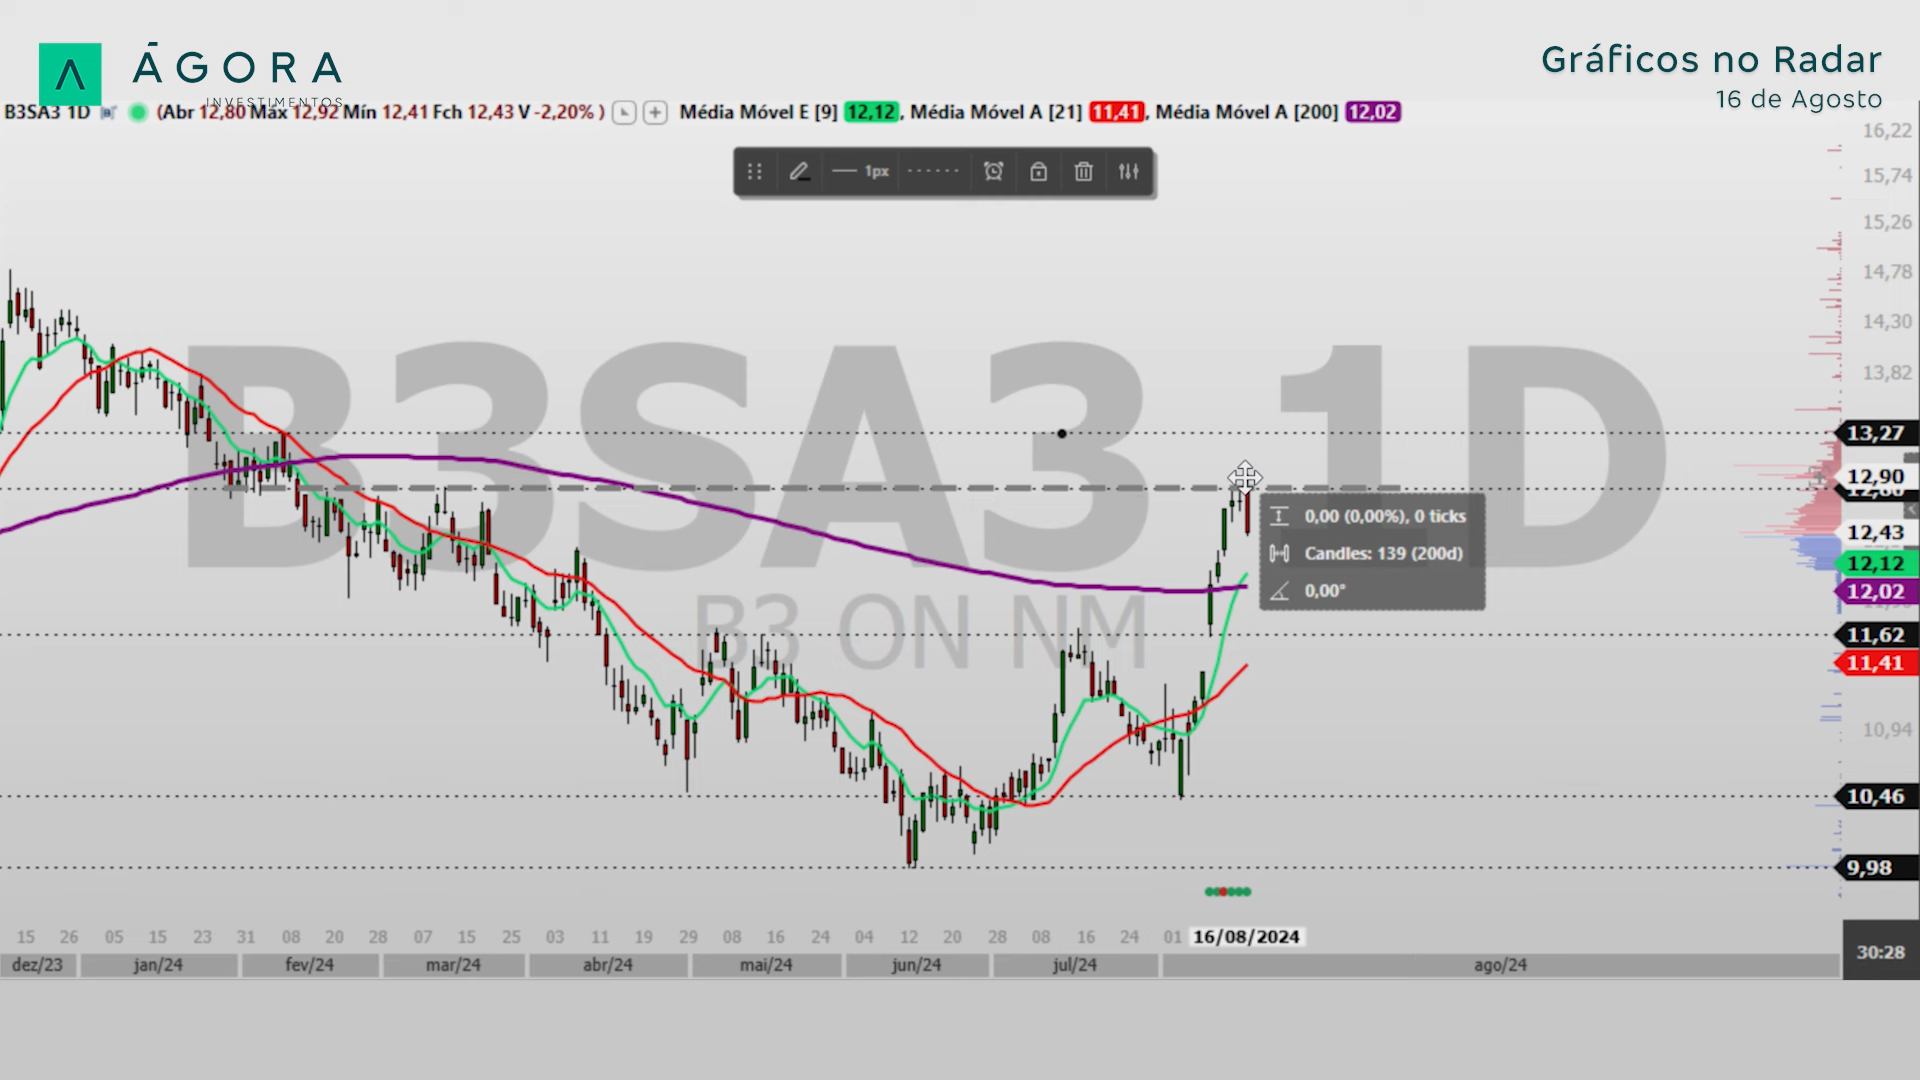 ÁGORA
INVESTIMENTOS
Gráficos no Radar
16 de Agosto
B3SA3 1D (Abr 12,80 Máx 12,92 Mín 12,41 Fch 12,43 V -2,20% ) Média Móvel E [9] 12,12, Média Móvel A [21] 11,41, Média Móvel A [200] 12,02
1px
16,22
15,74
15,26
14,78
14,30
13,82
13,27
12,90
12,43
12,12
12,02
11,62
11,41
10,94
10,46
9,98
B3SA3 1D
B3 ON NM
0,00 (0,00%), 0 ticks
Candles: 139 (200d)
0,00°
15 26 05 15 23 31 08 20 28 07 15 25 03 11 19 29 08 16 24 04 12 20 28 08 16 24 01 16/08/2024
dez/23 jan/24 fev/24 mar/24 abr/24 mai/24 jun/24 jul/24 ago/24
30:28